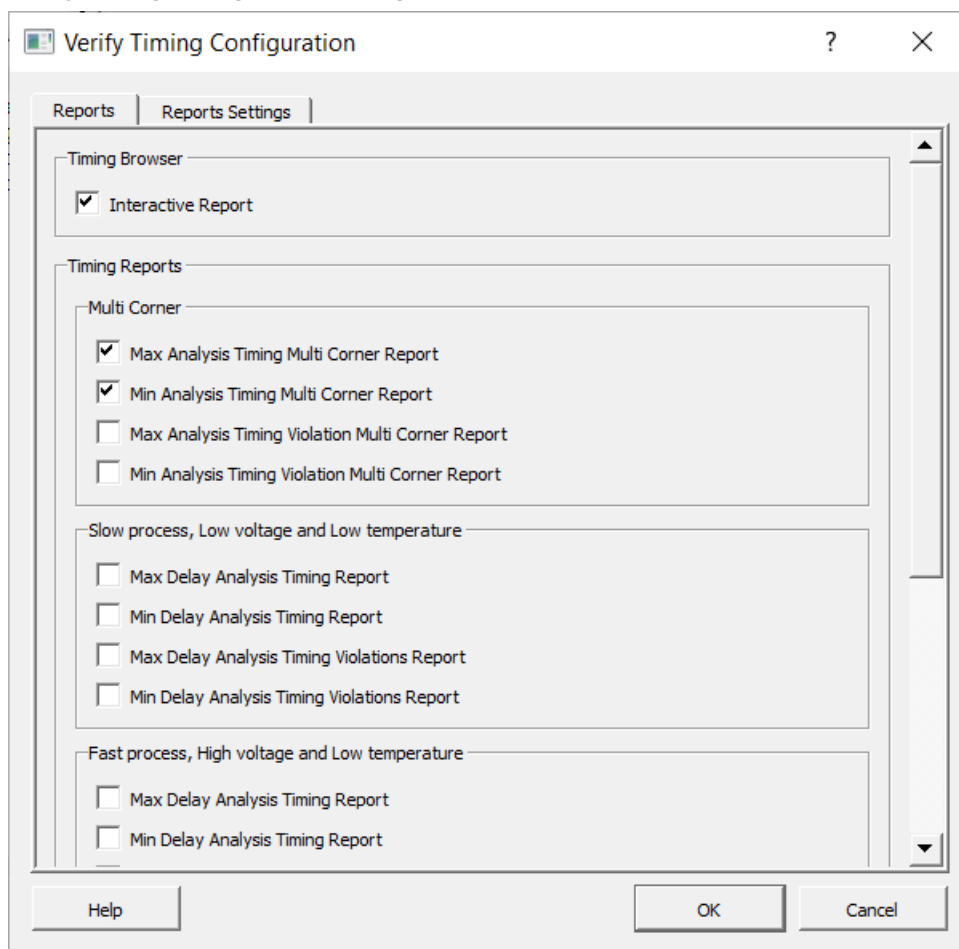 Verify Timing Configuration
?
Reports
Reports Settings
Timing Browser
Interactive Report
Timing Reports
Multi Corner
Max Analysis Timing Multi Corner Report
Min Analysis Timing Multi Corner Report
Max Analysis Timing Violation Multi Corner Report
Min Analysis Timing Violation Multi Corner Report
Slow process, Low voltage and Low temperature
Max Delay Analysis Timing Report
Min Delay Analysis Timing Report
Max Delay Analysis Timing Violations Report
Min Delay Analysis Timing Violations Report
Fast process, High voltage and Low temperature
Max Delay Analysis Timing Report
Min Delay Analysis Timing Report
Help
OK
Cancel